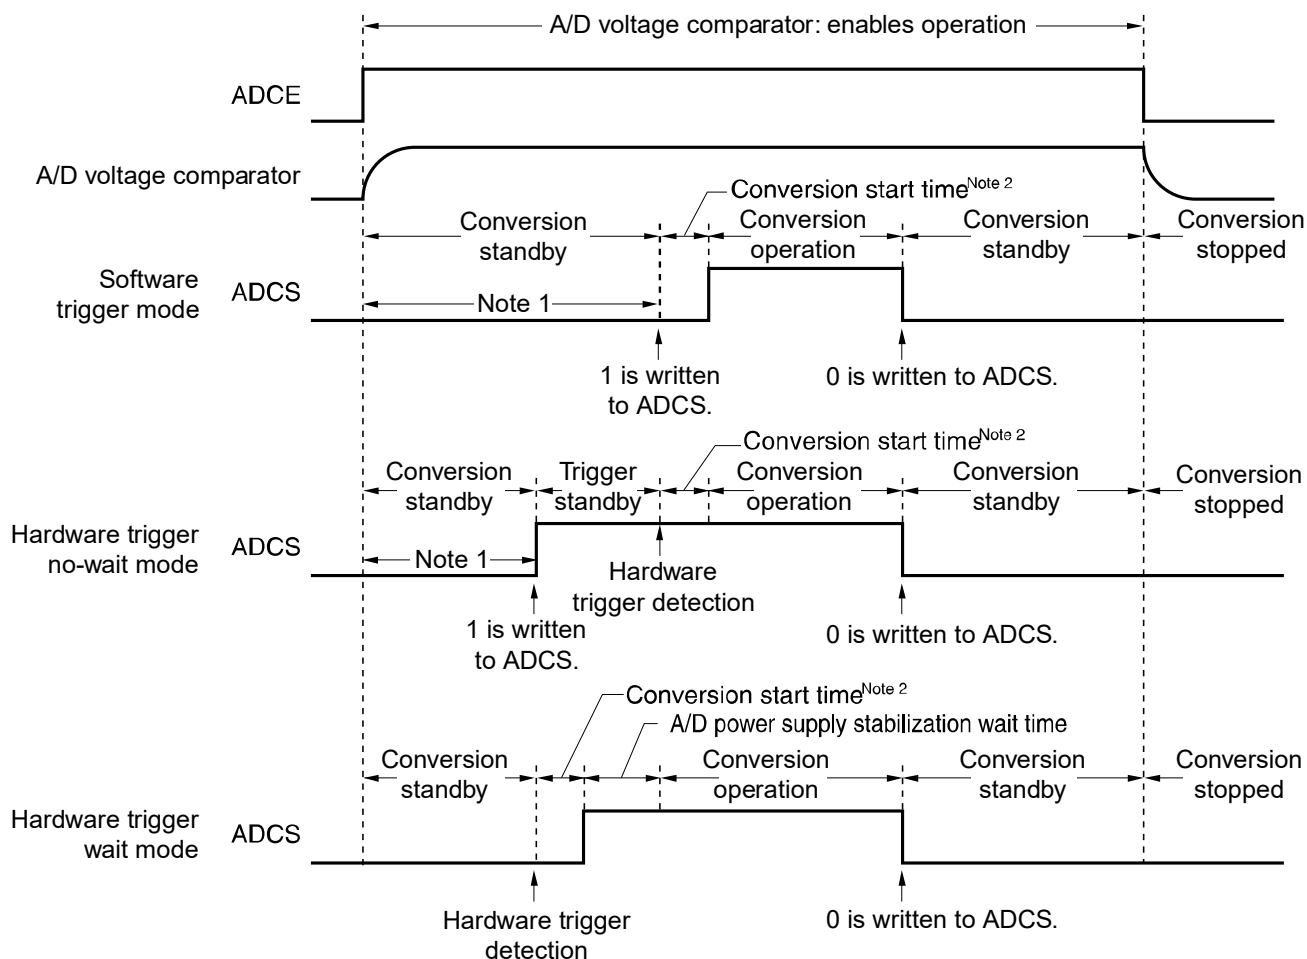 A/D voltage comparator: enables operation
ADCE
A/D voltage comparator
Conversion start time Note 2
Conversion
standby
Conversion
operation
Conversion
standby
Conversion
stopped
Software
trigger mode
ADCS
Note 1
1 is written
to ADCS.
0 is written to ADCS.
Conversion start time Note 2
Conversion
standby
Trigger
standby
Conversion
operation
Conversion
standby
Conversion
stopped
Hardware trigger
no-wait mode
ADCS
Note 1
Hardware
trigger detection
1 is written
to ADCS.
0 is written to ADCS.
Conversion start time Note 2
A/D power supply stabilization wait time
Conversion
standby
Conversion
operation
Conversion
standby
Conversion
stopped
Hardware trigger
wait mode
ADCS
Hardware trigger
detection
0 is written to ADCS.